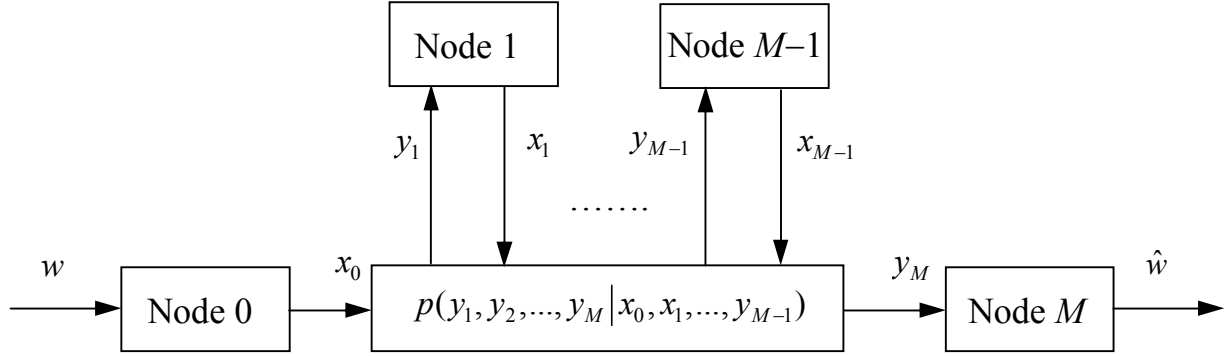 Node 1
Node M–1
y₁
x₁
y_{M–1}
x_{M–1}
.......
w
Node 0
x₀
p(y₁, y₂,..., y_M | x₀, x₁,..., y_{M–1})
y_M
Node M
ŵ